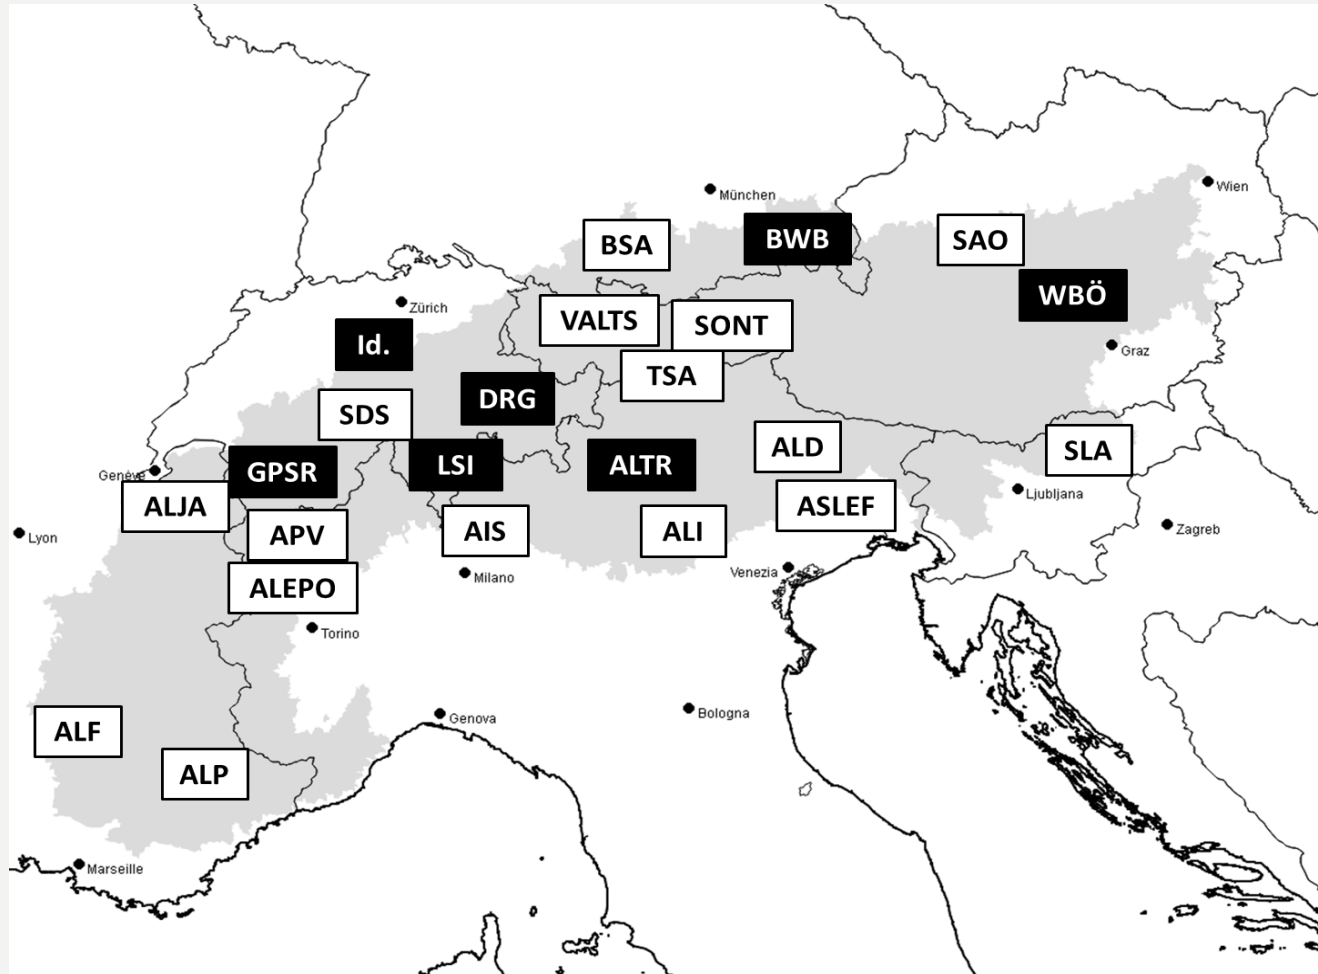 München
Wien
BSA
BWB
SAO
WBÖ
Zürich
VALTS
SONT
Id.
Graz
TSA
DRG
SDS
ALD
SLA
GPSR
LSI
ALTR
Genève
Ljubljana
ALJA
ASLEF
APV
AIS
ALI
Zagreb
Lyon
Venezia
Milano
ALEPO
Torino
Bologna
Genova
ALF
ALP
Marseille